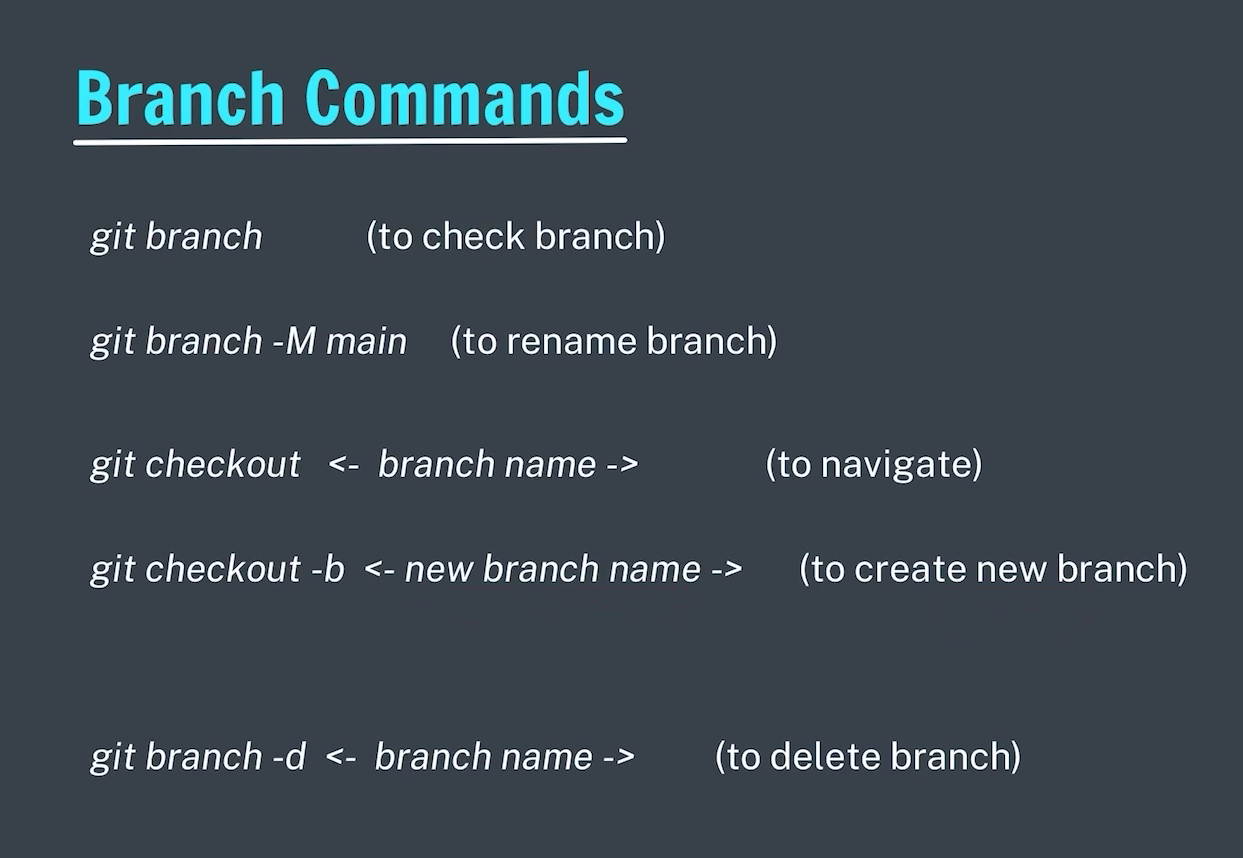 Branch Commands
git branch (to check branch)
git branch -M main (to rename branch)
git checkout <- branch name -> (to navigate)
git checkout -b <- new branch name -> (to create new branch)
git branch -d <- branch name -> (to delete branch)